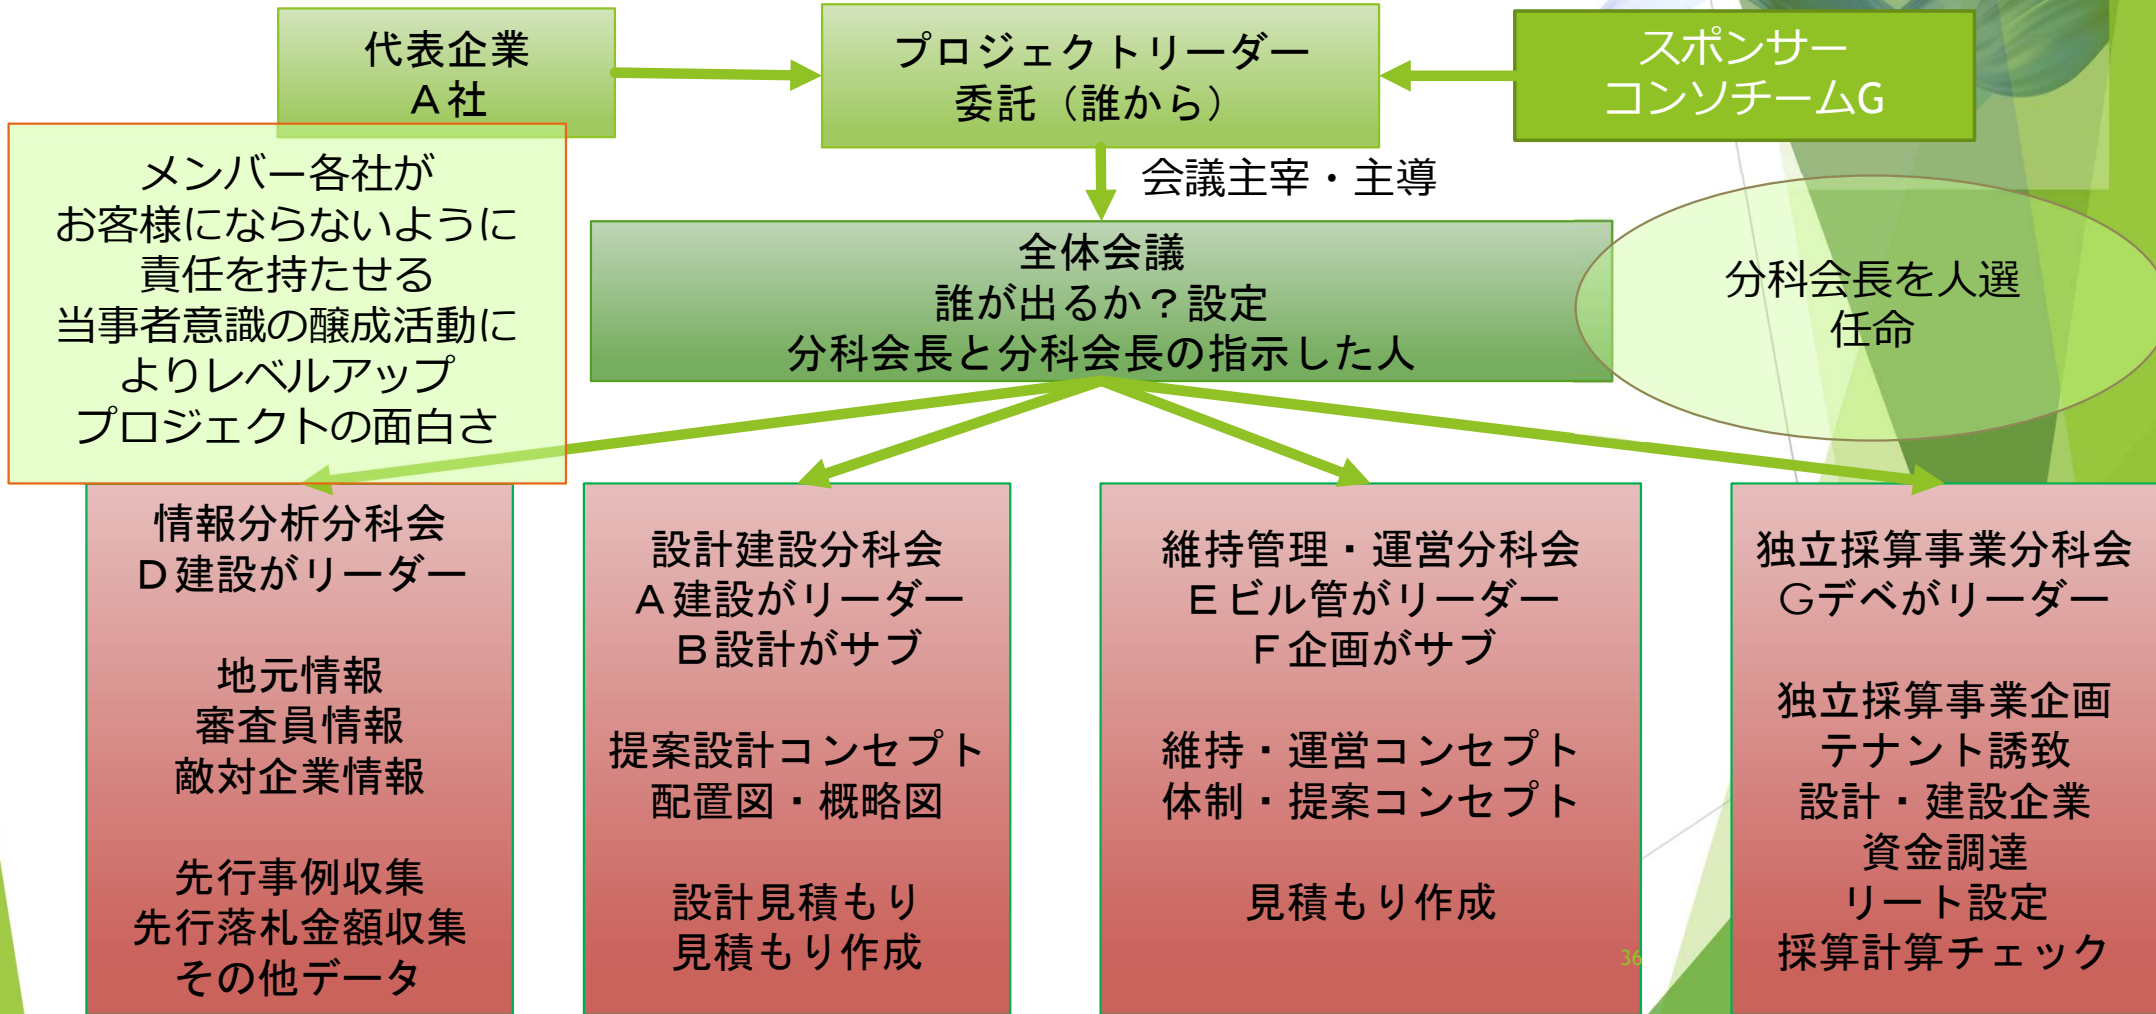 代表企業
A社
プロジェクトリーダー
委託（誰から）
スポンサー
コンソチームG
メンバー各社が
お客様にならないように
責任を持たせる
当事者意識の醸成活動に
よりレベルアップ
プロジェクトの面白さ
会議主宰・主導
全体会議
誰が出るか？設定
分科会長と分科会長の指示した人
分科会長を人選
任命
情報分析分科会
D建設がリーダー
地元情報
審査員情報
敵対企業情報
先行事例収集
先行落札金額収集
その他データ
設計建設分科会
A建設がリーダー
B設計がサブ
提案設計コンセプト
配置図・概略図
設計見積もり
見積もり作成
維持管理・運営分科会
Eビル管がリーダー
F企画がサブ
維持・運営コンセプト
体制・提案コンセプト
見積もり作成
独立採算事業分科会
Gデベがリーダー
独立採算事業企画
テナント誘致
設計・建設企業
資金調達
リート設定
採算計算チェック
36